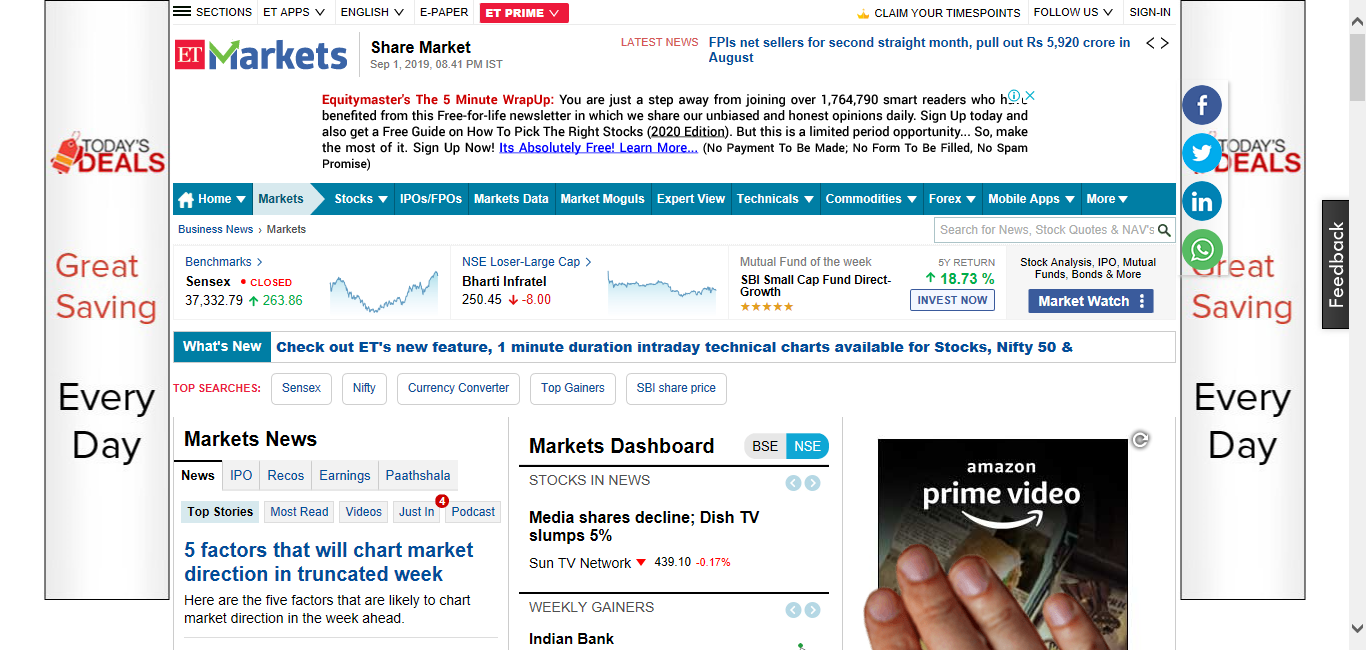 SECTIONS ET APPS ENGLISH E-PAPER ET PRIME CLAIM YOUR TIMESPOINTS FOLLOW US SIGN-IN
ET Markets
Share Market
Sep 1, 2019, 08.41 PM IST
LATEST NEWS FPIs net sellers for second straight month, pull out Rs 5,920 crore in
August
Equitymaster's The 5 Minute WrapUp: You are just a step away from joining over 1,764,790 smart readers who
benefited from this Free-for-life newsletter in which we share our unbiased and honest opinions daily. Sign Up today and
also get a Free Guide on How To Pick The Right Stocks (2020 Edition). But this is a limited period opportunity... So, make
the most of it. Sign Up Now! Its Absolutely Free! Learn More... (No Payment To Be Made; No Form To Be Filled, No Spam
Promise)
Home Markets Stocks IPOs/FPOs Markets Data Market Moguls Expert View Technicals Commodities Forex Mobile Apps More
Business News › Markets
Search for News, Stock Quotes & NAV's
Benchmarks
Sensex CLOSED
37,332.79 263.86
NSE Loser-Large Cap
Bharti Infratel
250.45 -8.00
Mutual Fund of the week
SBI Small Cap Fund Direct-
Growth
★★★★★
5Y RETURN
18.73 %
INVEST NOW
Stock Analysis, IPO, Mutual
Funds, Bonds & More
Market Watch
What's New Check out ET's new feature, 1 minute duration intraday technical charts available for Stocks, Nifty 50 &
TOP SEARCHES: Sensex Nifty Currency Converter Top Gainers SBI share price
Markets News
News IPO Recos Earnings Paathshala
Top Stories Most Read Videos Just In 4 Podcast
5 factors that will chart market
direction in truncated week
Here are the five factors that are likely to chart
market direction in the week ahead.
Markets Dashboard BSE NSE
STOCKS IN NEWS
Media shares decline; Dish TV
slumps 5%
Sun TV Network 439.10 -0.17%
WEEKLY GAINERS
Indian Bank
amazon
prime video
TODAY'S
DEALS
Great
Saving
Every
Day
TODAY'S
DEALS
Great
Saving
Every
Day
Feedback